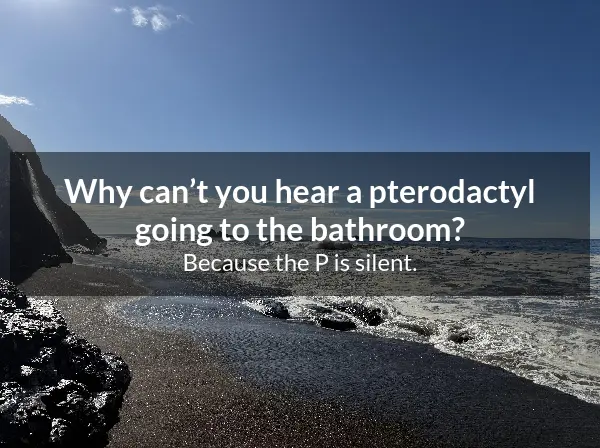 Why can’t you hear a pterodactyl
going to the bathroom?
Because the P is silent.